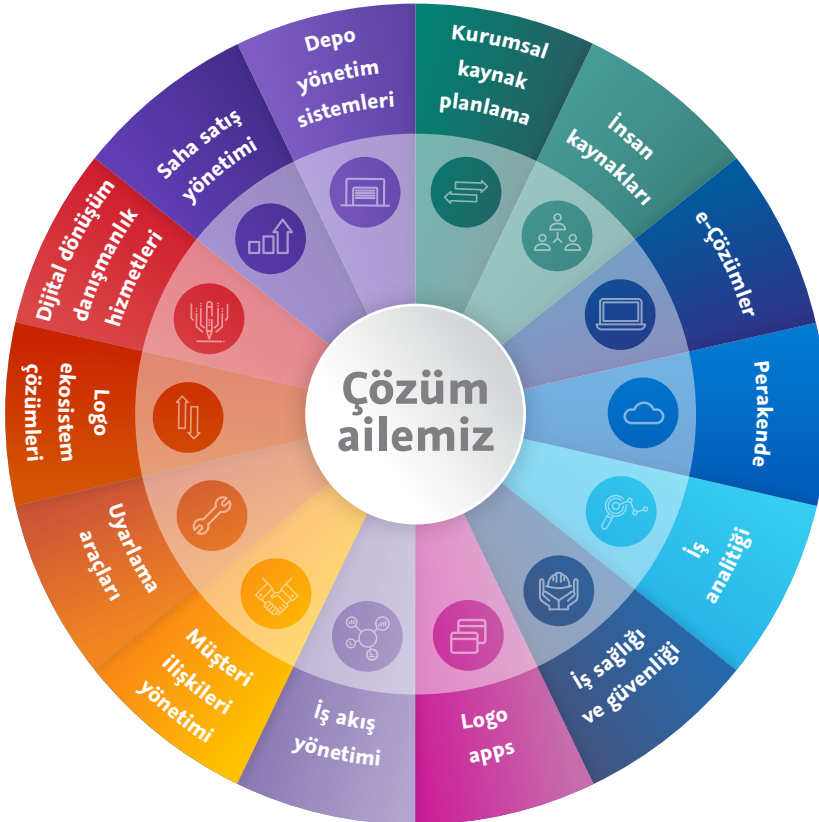 Çözüm
ailemiz
Kurumsal
kaynak
planlama
İnsan
kaynakları
e-Çözümler
Perakende
İş
analitiği
İş sağlığı
ve güvenliği
Logo
apps
İş akış
yönetimi
Müşteri
ilişkileri
yönetimi
Uyarlama
araçları
Logo
ekosistem
çözümleri
Dijital dönüşüm
danışmanlık
hizmetleri
Saha satış
yönetimi
Depo
yönetim
sistemleri